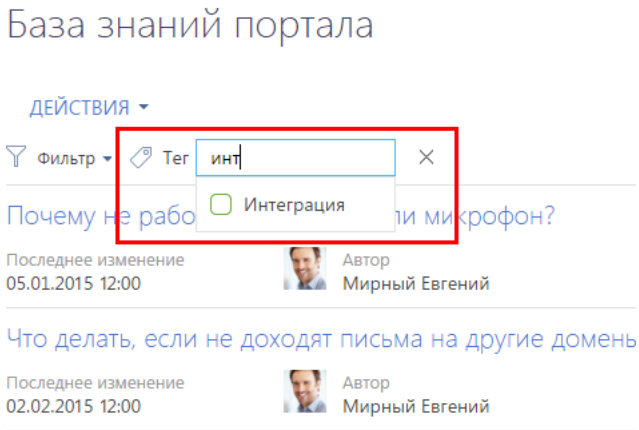 База знаний портала
ДЕЙСТВИЯ
Фильтр Тег инт
Интеграция
Почему не рабо ли микрофон?
Последнее изменение Автор
05.01.2015 12:00 Мирный Евгений
Что делать, если не доходят письма на другие домены
Последнее изменение Автор
02.02.2015 12:00 Мирный Евгений